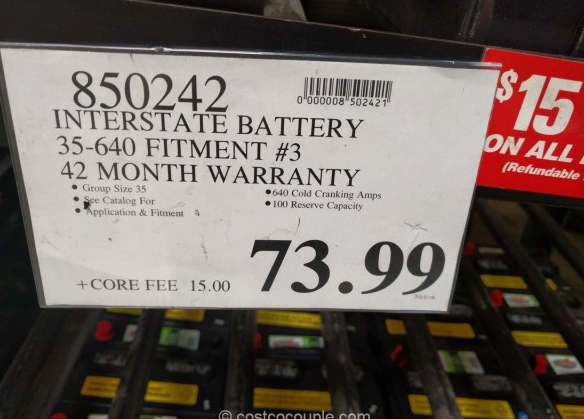 850242
0 000008 502421
INTERSTATE BATTERY
35-640 FITMENT #3
42 MONTH WARRANTY
• Group Size 35
• See Catalog For
• Application & Fitment
• 640 Cold Cranking Amps
• 100 Reserve Capacity
73.99
+CORE FEE 15.00
$15
ON ALL
(Refundable
© costcocouple.com